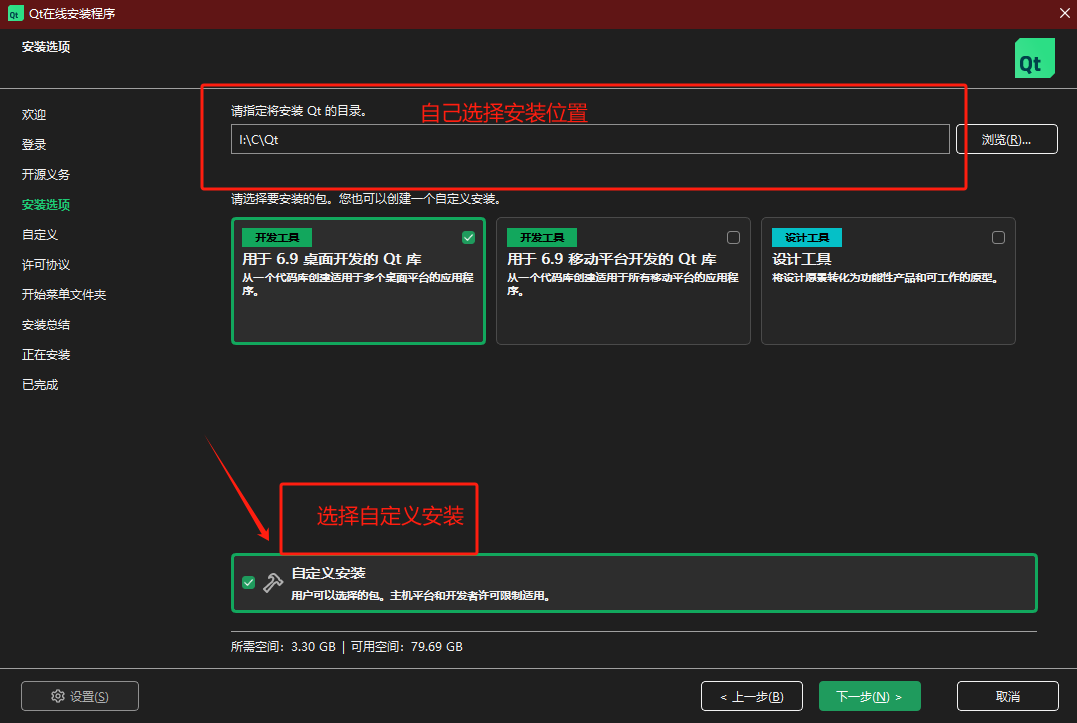 Qt Qt在线安装程序
安装选项
Qt
欢迎
登录
开源义务
安装选项
自定义
许可协议
开始菜单文件夹
安装总结
正在安装
已完成
请指定将安装 Qt 的目录。
自己选择安装位置
I:\C\Qt
浏览(R)...
请选择要安装的包。您也可以创建一个自定义安装。
开发工具
用于 6.9 桌面开发的 Qt 库
从一个代码库创建适用于多个桌面平台的应用程
序。
开发工具
用于 6.9 移动平台开发的 Qt 库
从一个代码库创建适用于所有移动平台的应用程
序。
设计工具
设计工具
将设计愿景转化为功能性产品和可工作的原型。
选择自定义安装
自定义安装
用户可以选择的包。主机平台和开发者许可限制适用。
所需空间：3.30 GB | 可用空间：79.69 GB
设置(S)
< 上一步(B)
下一步(N) >
取消